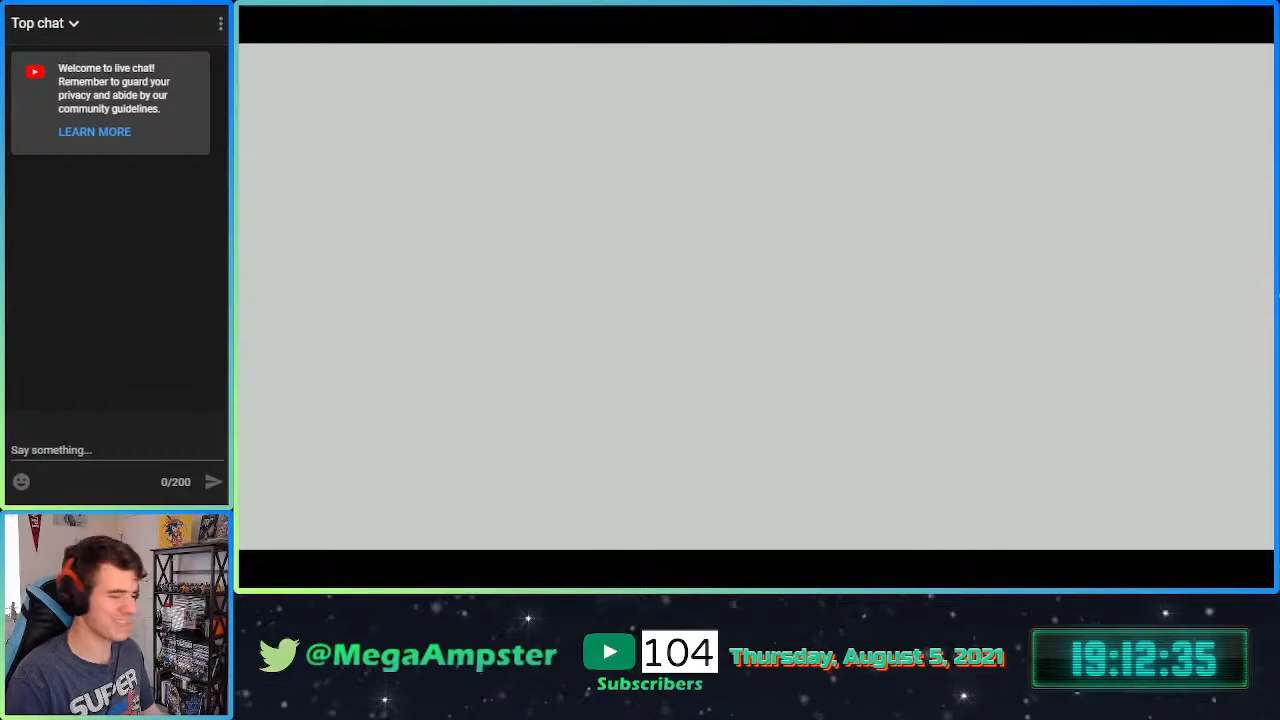 Top chat
Welcome to live chat!
Remember to guard your
privacy and abide by our
community guidelines.
LEARN MORE
Say something...
0/200
SUPER
@MegaAmpster
104
Subscribers
Thursday, August 5, 2021
19:12:35